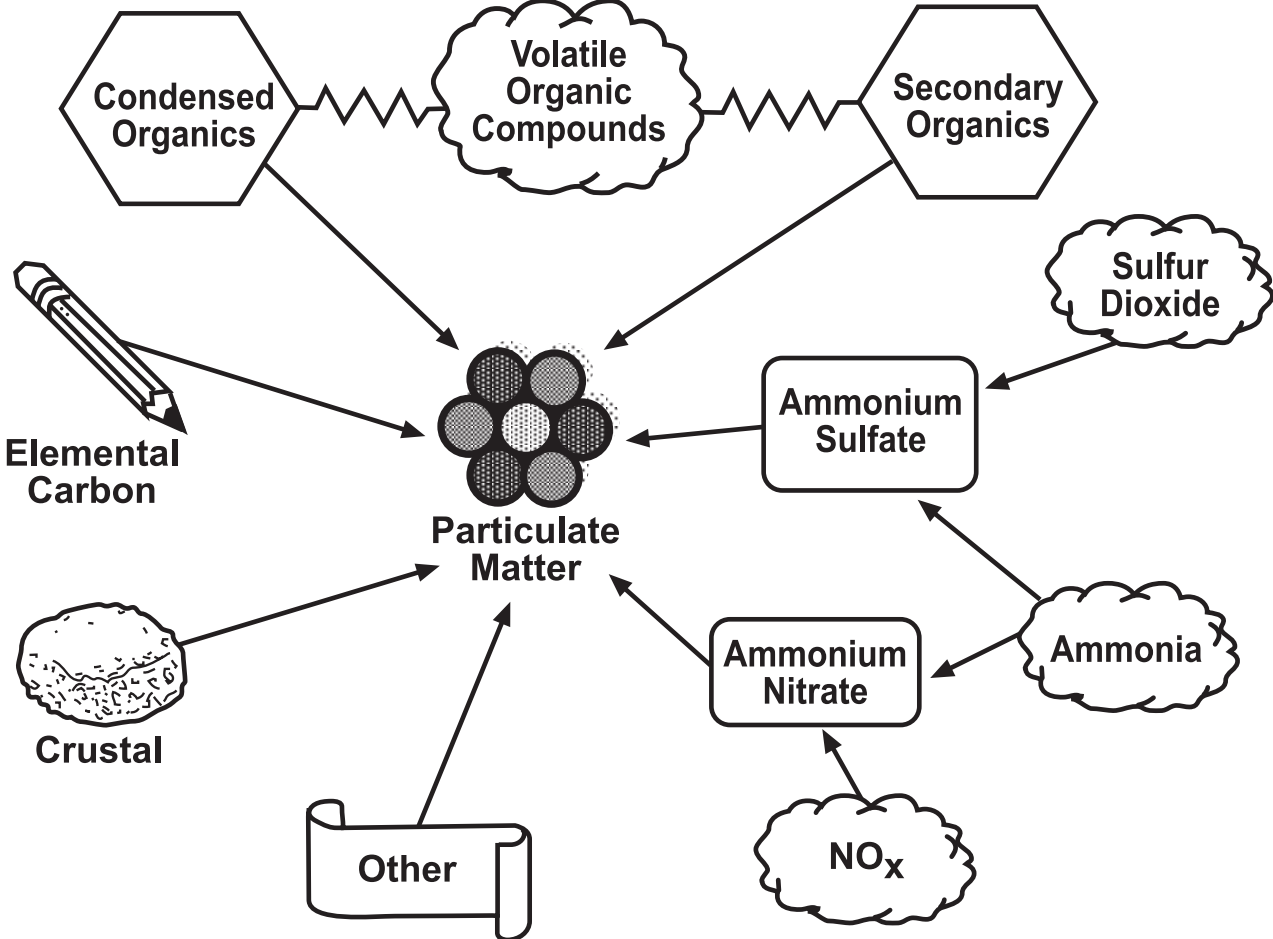 Condensed
Organics
Volatile
Organic
Compounds
Secondary
Organics
Sulfur
Dioxide
Elemental
Carbon
Ammonium
Sulfate
Particulate
Matter
Crustal
Ammonium
Nitrate
Ammonia
Other
NOx